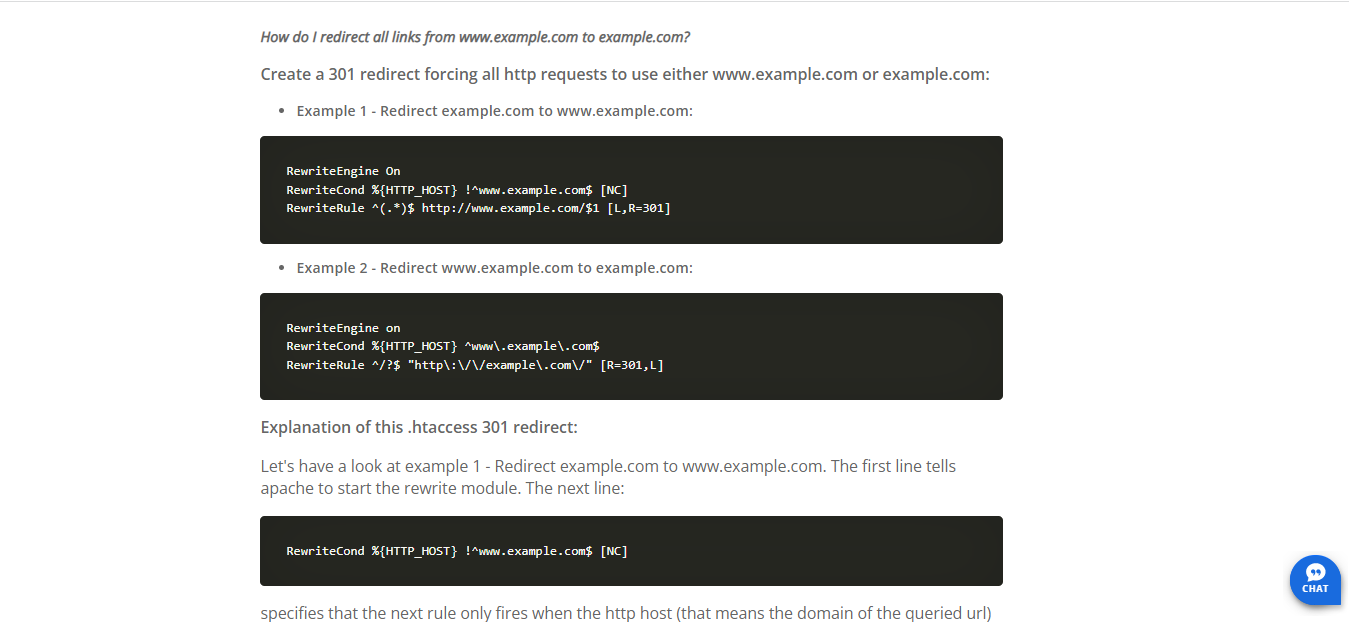 How do I redirect all links from www.example.com to example.com?
Create a 301 redirect forcing all http requests to use either www.example.com or example.com:
• Example 1 - Redirect example.com to www.example.com:
RewriteEngine On
RewriteCond %{HTTP_HOST} !^www.example.com$ [NC]
RewriteRule ^(.*)$ http://www.example.com/$1 [L,R=301]
• Example 2 - Redirect www.example.com to example.com:
RewriteEngine on
RewriteCond %{HTTP_HOST} ^www\.example\.com$
RewriteRule ^/?$ "http\:\/\/example\.com\/" [R=301,L]
Explanation of this .htaccess 301 redirect:
Let's have a look at example 1 - Redirect example.com to www.example.com. The first line tells
apache to start the rewrite module. The next line:
RewriteCond %{HTTP_HOST} !^www.example.com$ [NC]
CHAT
specifies that the next rule only fires when the http host (that means the domain of the queried url)